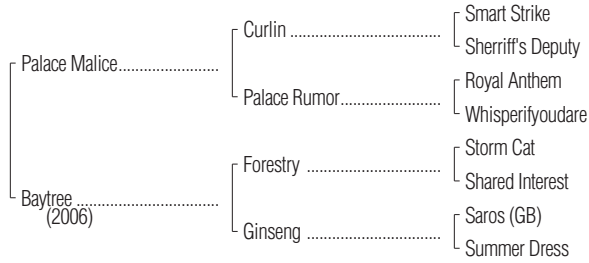 Smart Strike
Curlin
Sherriff's Deputy
Palace Malice
Royal Anthem
Palace Rumor
Whisperifyoudare
Storm Cat
Forestry
Shared Interest
Baytree
(2006)
Saros (GB)
Ginseng
Summer Dress